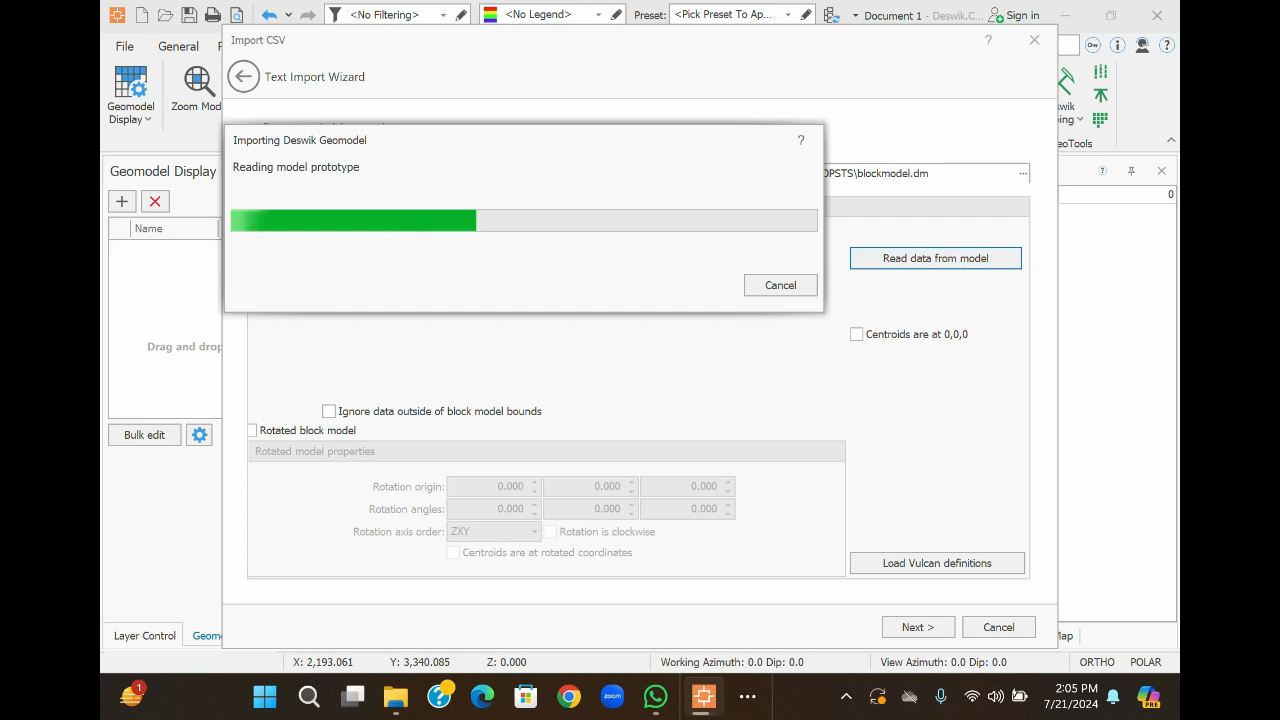 <No Filtering>
<No Legend>
Preset:
<Pick Preset To Ap...
Document 1 - Deswik.C...
Sign in
File
General
Import CSV
Text Import Wizard
Geomodel
Display
Zoom Mod
Importing Deswik Geomodel
Reading model prototype
Cancel
OPSTS\blockmodel.dm
...
Geomodel Display
0
Name
Read data from model
Centroids are at 0,0,0
Drag and drop
Ignore data outside of block model bounds
Rotated block model
Rotated model properties
Rotation origin:
0.000
0.000
0.000
Rotation angles:
0.000
0.000
0.000
Rotation axis order:
ZXY
Rotation is clockwise
Centroids are at rotated coordinates
Load Vulcan definitions
Bulk edit
Next >
Cancel
Layer Control
Geom
X: 2,193.061
Y: 3,340.085
Z: 0.000
Working Azimuth: 0.0 Dip: 0.0
View Azimuth: 0.0 Dip: 0.0
ORTHO
POLAR
1
zoom
2:05 PM
7/21/2024
PRE